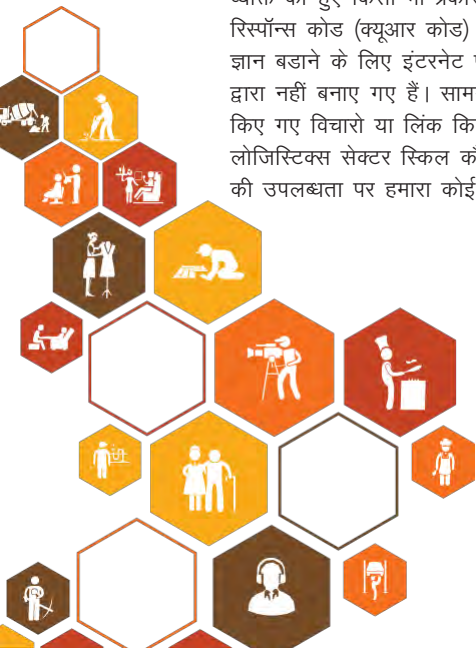 रिस्पॉन्स कोड (क्यूआर कोड)
ज्ञान बडाने के लिए इंटरनेट
द्वारा नहीं बनाए गए हैं। सामा
किए गए विचारो या लिंक कि
लोजिस्टिक्स सेक्टर स्किल कौ
की उपलब्धता पर हमारा कोई